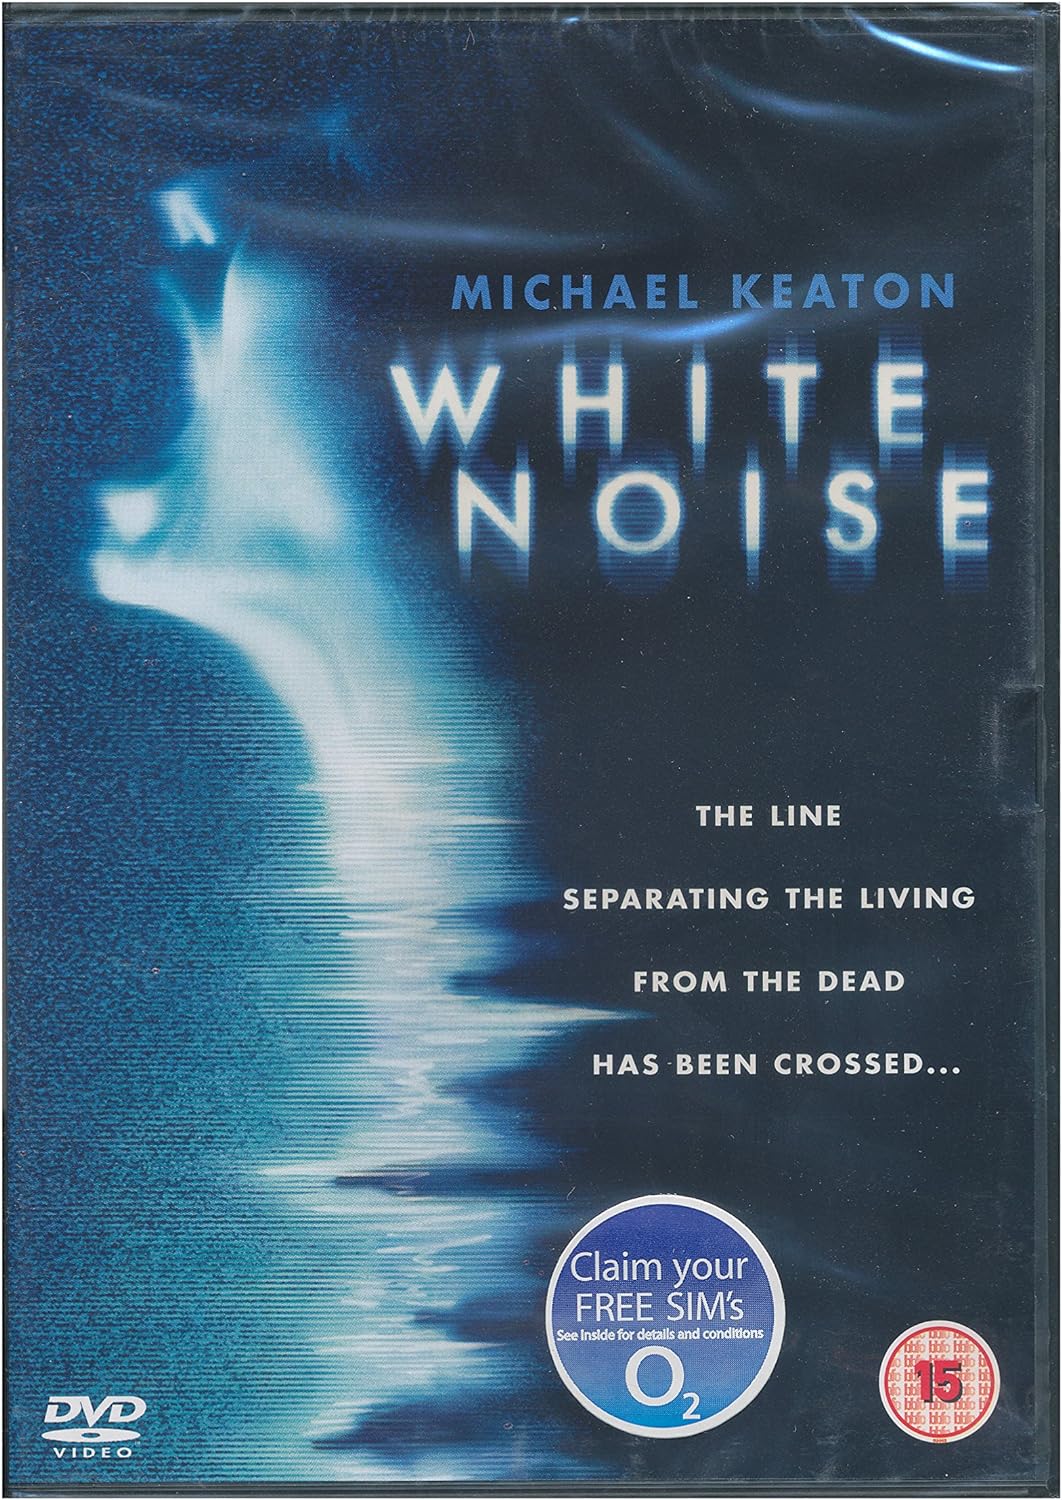 MICHAEL KEATON
WHITE
NOISE
THE LINE
SEPARATING THE LIVING
FROM THE DEAD
HAS BEEN CROSSED...
Claim your
FREE SIM's
See inside for details and conditions
O2
15
DVD
VIDEO